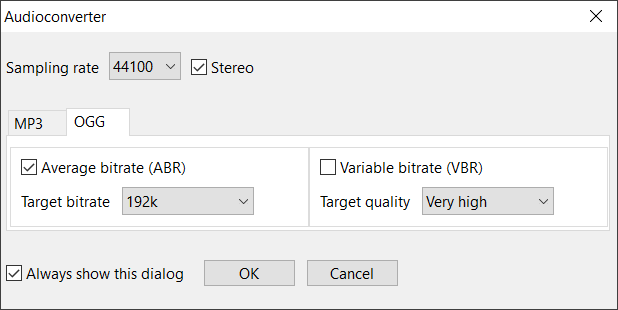 Audioconverter
Sampling rate 44100 Stereo
MP3 OGG
Average bitrate (ABR) Variable bitrate (VBR)
Target bitrate 192k Target quality Very high
Always show this dialog OK Cancel